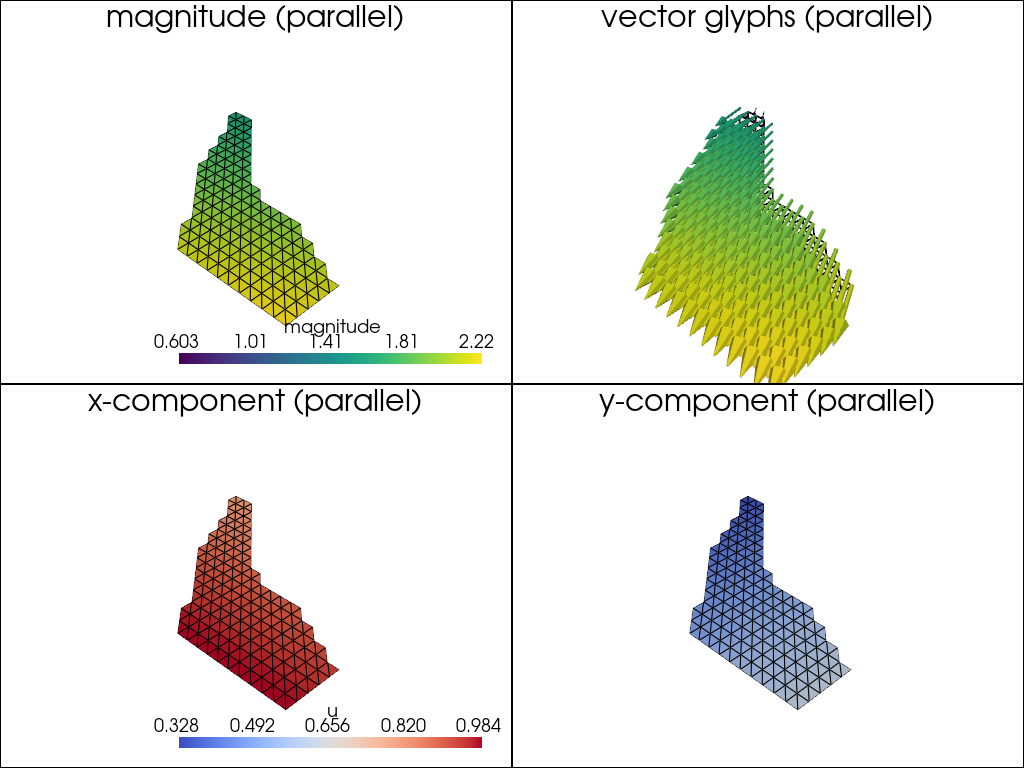 magnitude (parallel)
vector glyphs (parallel)
magnitude
0.603 1.01 1.41 1.81 2.22
x-component (parallel)
y-component (parallel)
u
0.328 0.492 0.656 0.820 0.984